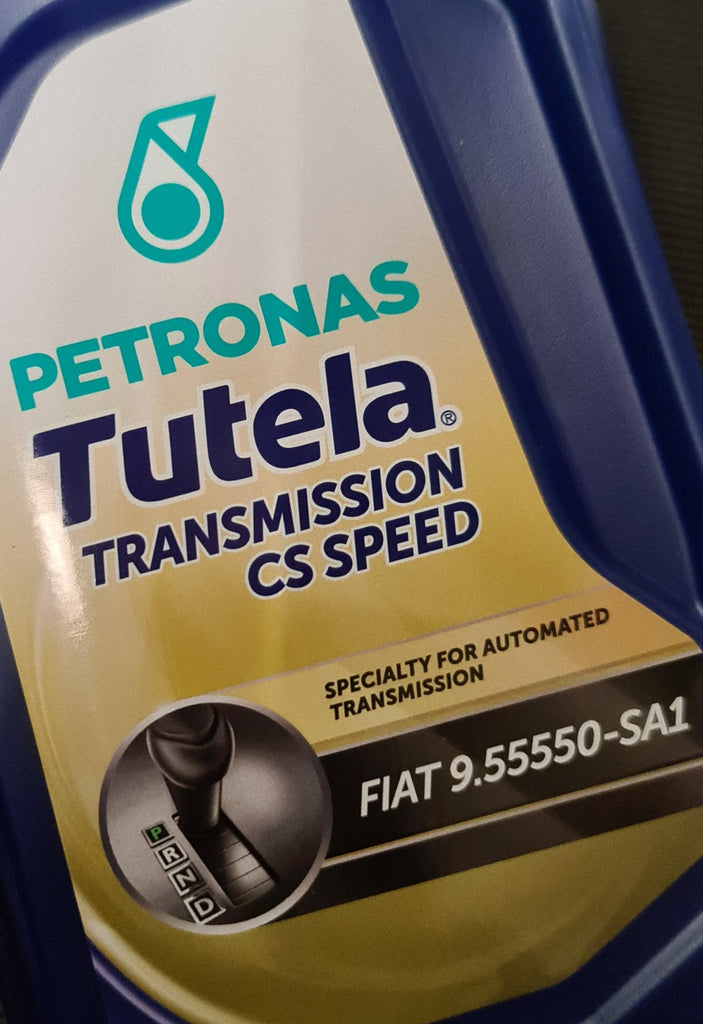 PETRONAS
Tutela®
TRANSMISSION
CS SPEED
SPECIALTY FOR AUTOMATED
TRANSMISSION
FIAT 9.55550-SA1
P
R
N
D